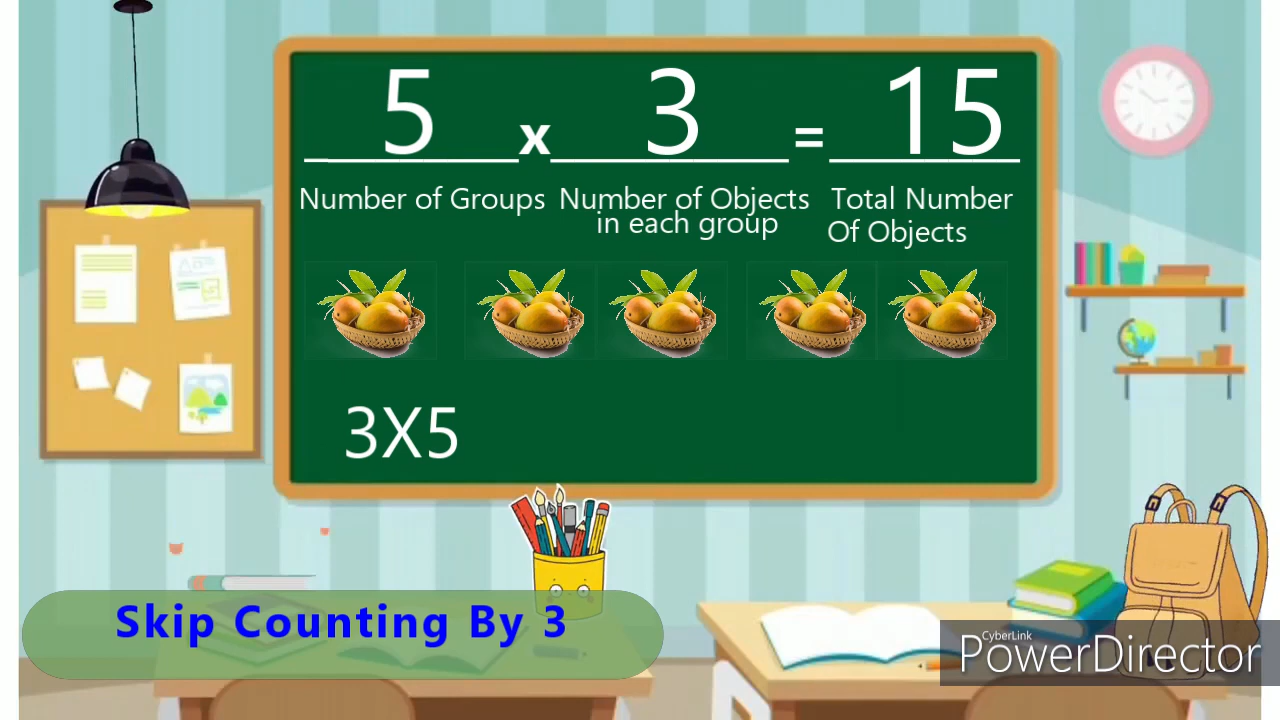 5 x 3 = 15
Number of Groups
Number of Objects
in each group
Total Number
Of Objects
3X5
Skip Counting By 3
CyberLink
PowerDirector